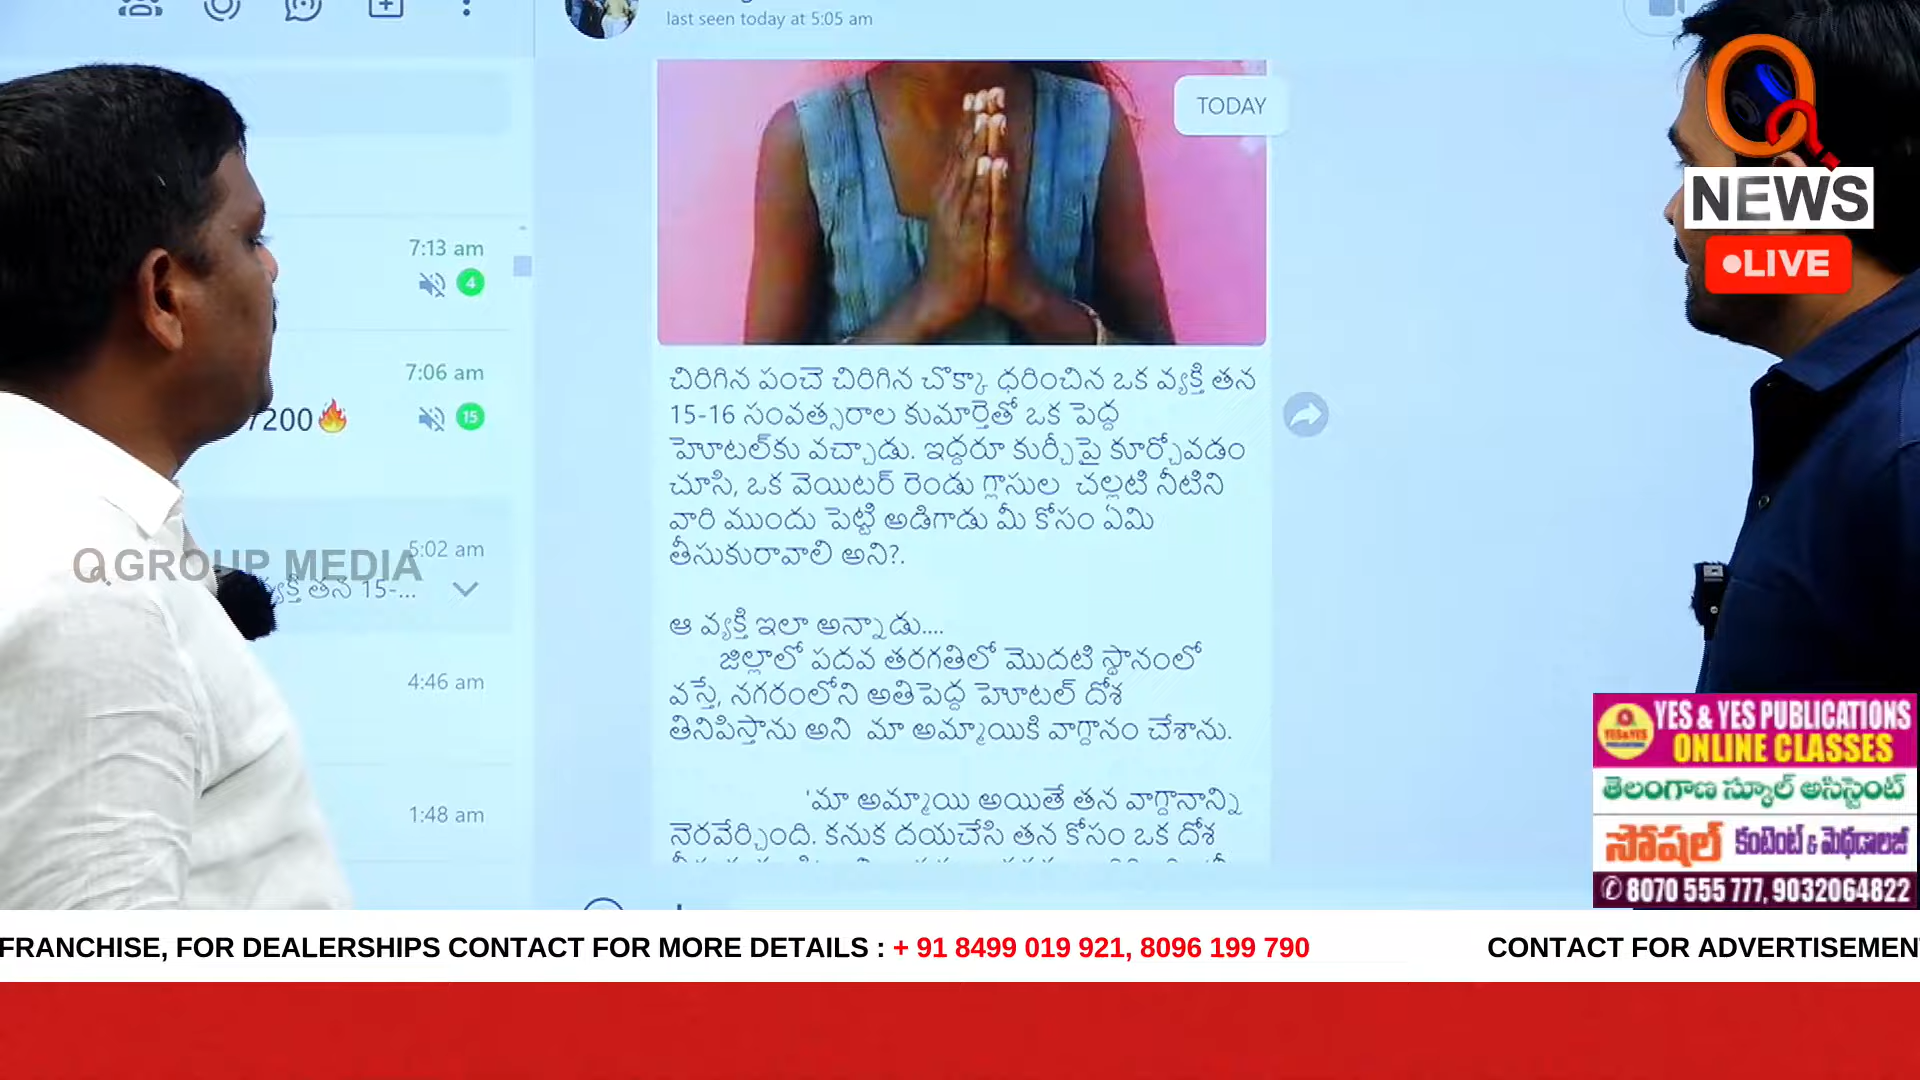 last seen today at 5:05 am
TODAY
NEWS
LIVE
7:13 am
4
7:06 am
7200🔥
15
5:02 am
వ్యక్తి తన 15-...
Q GROUP MEDIA
4:46 am
1:48 am
చిరిగిన పంచె చిరిగిన చొక్కా ధరించిన ఒక వ్యక్తి తన
15-16 సంవత్సరాల కుమార్తెతో ఒక పెద్ద
హెూటల్‌కు వచ్చాడు. ఇద్దరూ కుర్చీపై కూర్చోవడం
చూసి, ఒక వెయిటర్ రెండు గ్లాసుల చల్లటి నీటిని
వారి ముందు పెట్టి అడిగాడు మీ కోసం ఏమి
తీసుకురావాలి అని?.
ఆ వ్యక్తి ఇలా అన్నాడు....
జిల్లాలో పదవ తరగతిలో మొదటి స్థానంలో
వస్తే, నగరంలోని అతిపెద్ద హెూటల్ దోశ
తినిపిస్తాను అని మా అమ్మాయికి వాగ్దానం చేశాను.
'మా అమ్మాయి అయితే తన వాగ్దానాన్ని
నెరవేర్చింది. కనుక దయచేసి తన కోసం ఒక దోశ
YES & YES PUBLICATIONS
ONLINE CLASSES
తెలంగాణ స్కూల్ అసిస్టెంట్
సోషల్ కంటెంట్ & మెథడాలజీ
8070 555 777, 9032064822
FRANCHISE, FOR DEALERSHIPS CONTACT FOR MORE DETAILS : + 91 8499 019 921, 8096 199 790 CONTACT FOR ADVERTISEMEN